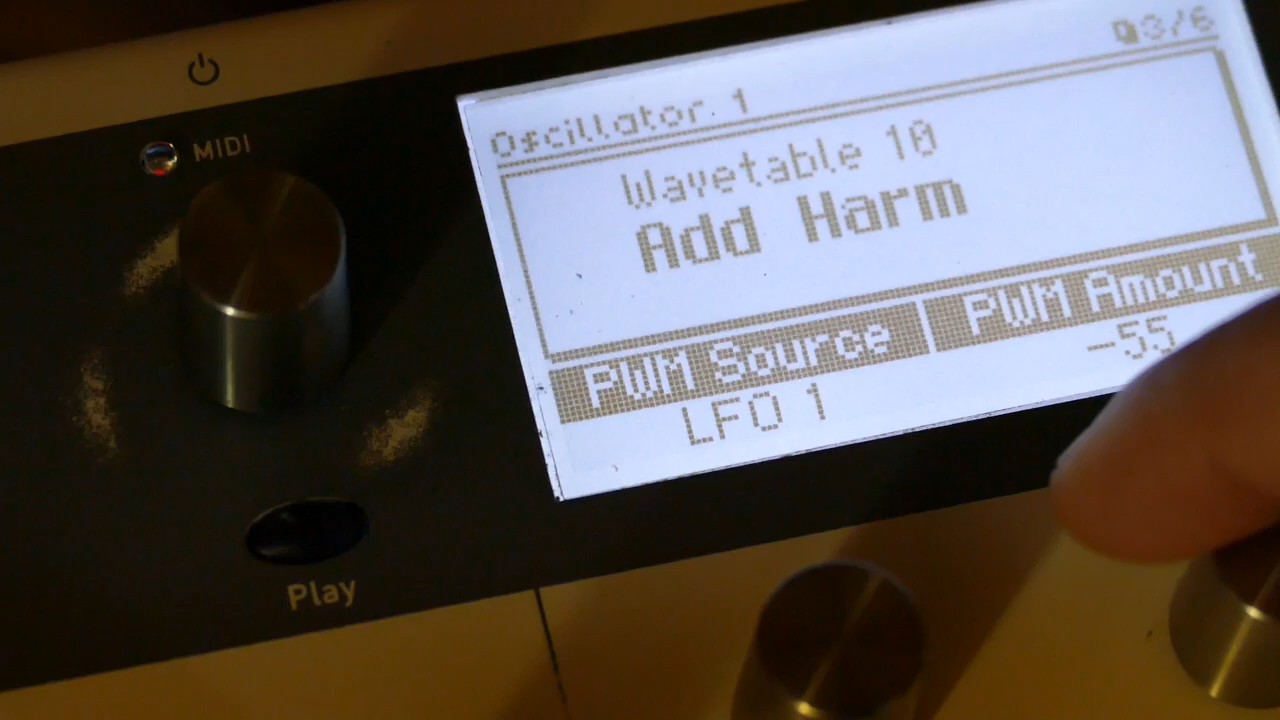 MIDI
3/6
Oscillator 1
Wavetable 10
Add Harm
PWM Source PWM Amount
LFO 1 -55
Play